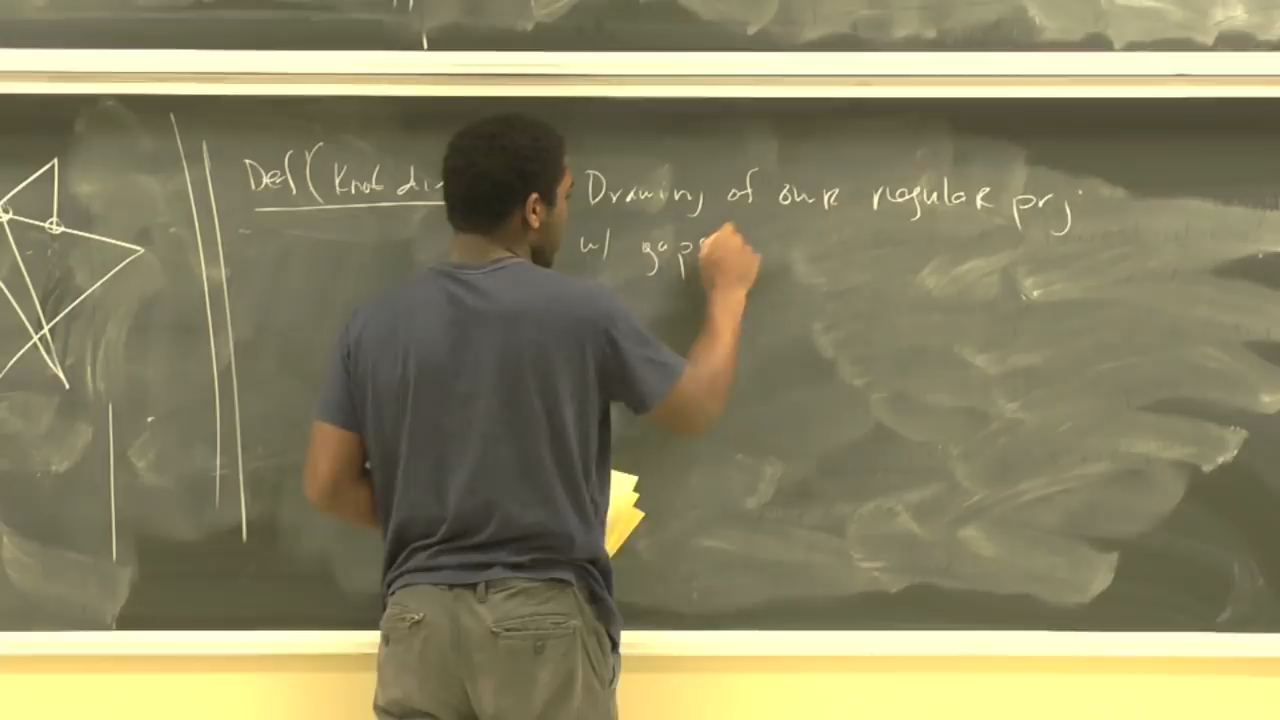 Def (Knot di
Drawing of our regular prj.
w/ gaps